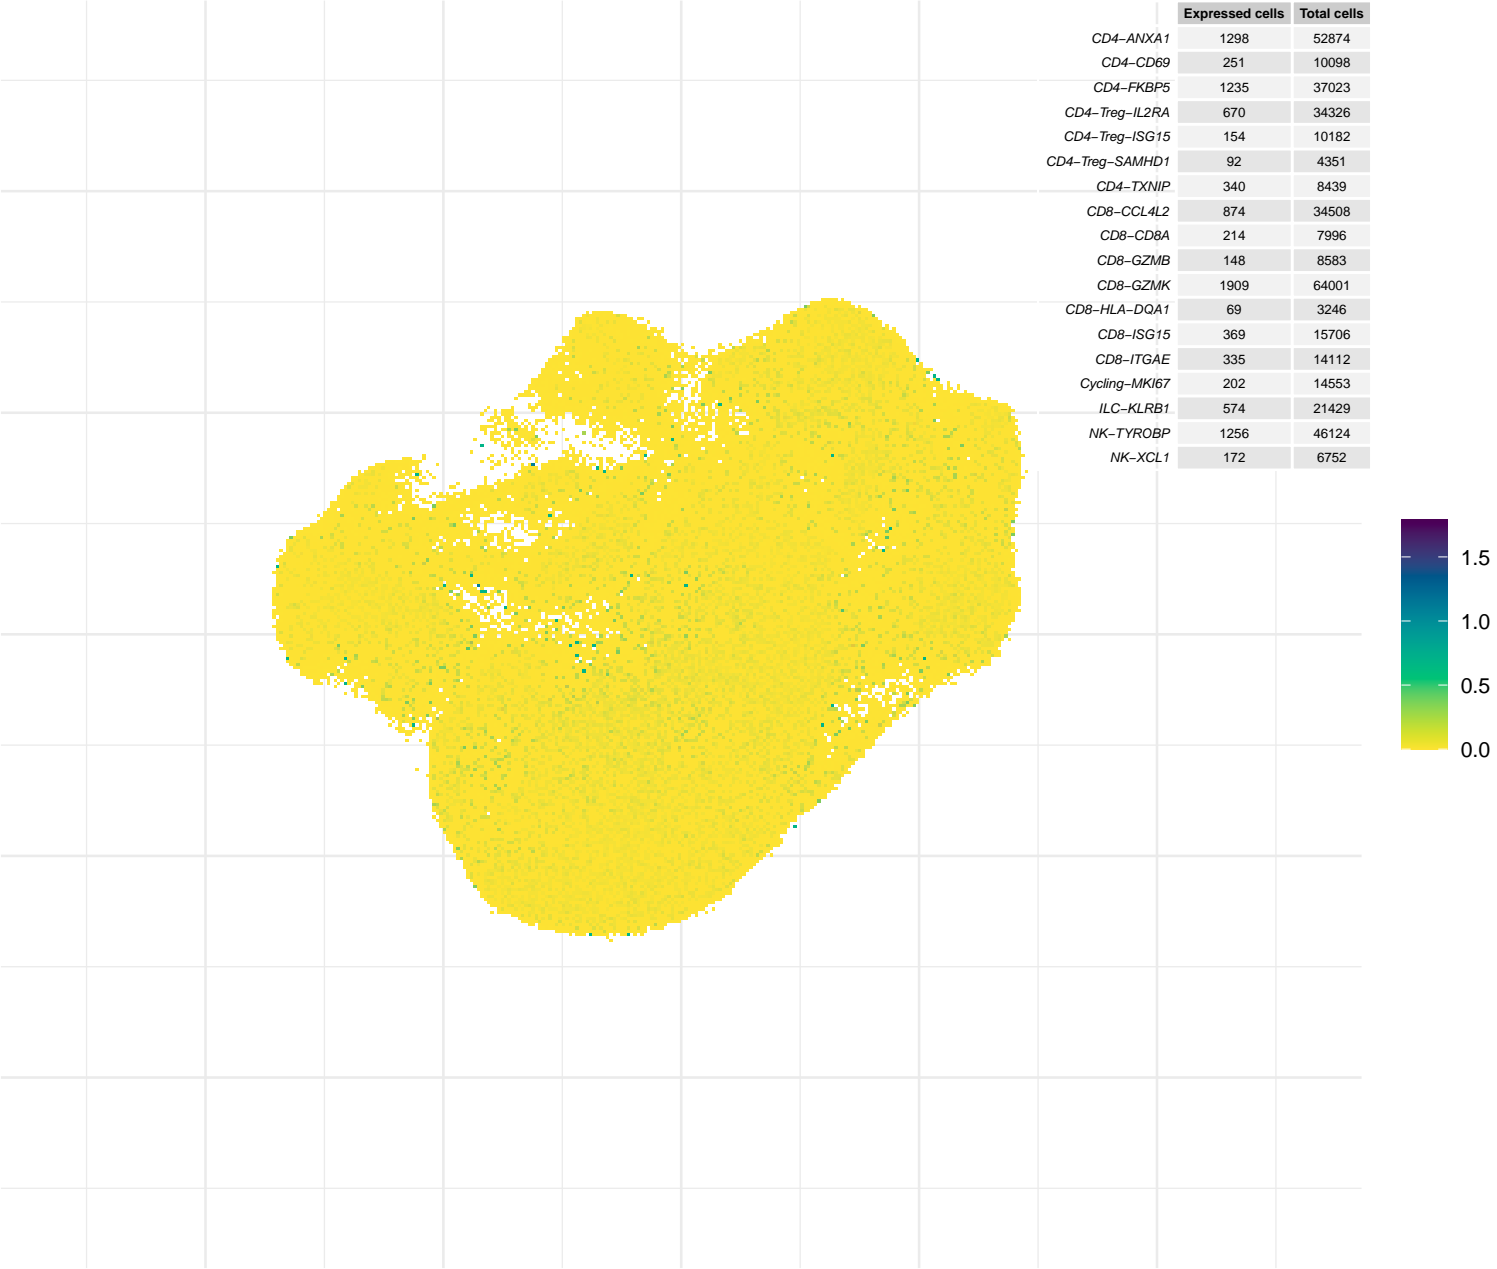 Expressed cells Total cells
CD4−ANXA1 1298 52874
CD4−CD69 251 10098
CD4−FKBP5 1235 37023
CD4−Treg−IL2RA 670 34326
CD4−Treg−ISG15 154 10182
CD4−Treg−SAMHD1 92 4351
CD4−TXNIP 340 8439
CD8−CCL4L2 874 34508
CD8−CD8A 214 7996
CD8−GZMB 148 8583
CD8−GZMK 1909 64001
CD8−HLA−DQA1 69 3246
CD8−ISG15 369 15706
CD8−ITGAE 335 14112
Cycling−MKI67 202 14553
ILC−KLRB1 574 21429
NK−TYROBP 1256 46124
NK−XCL1 172 6752
1.5
1.0
0.5
0.0